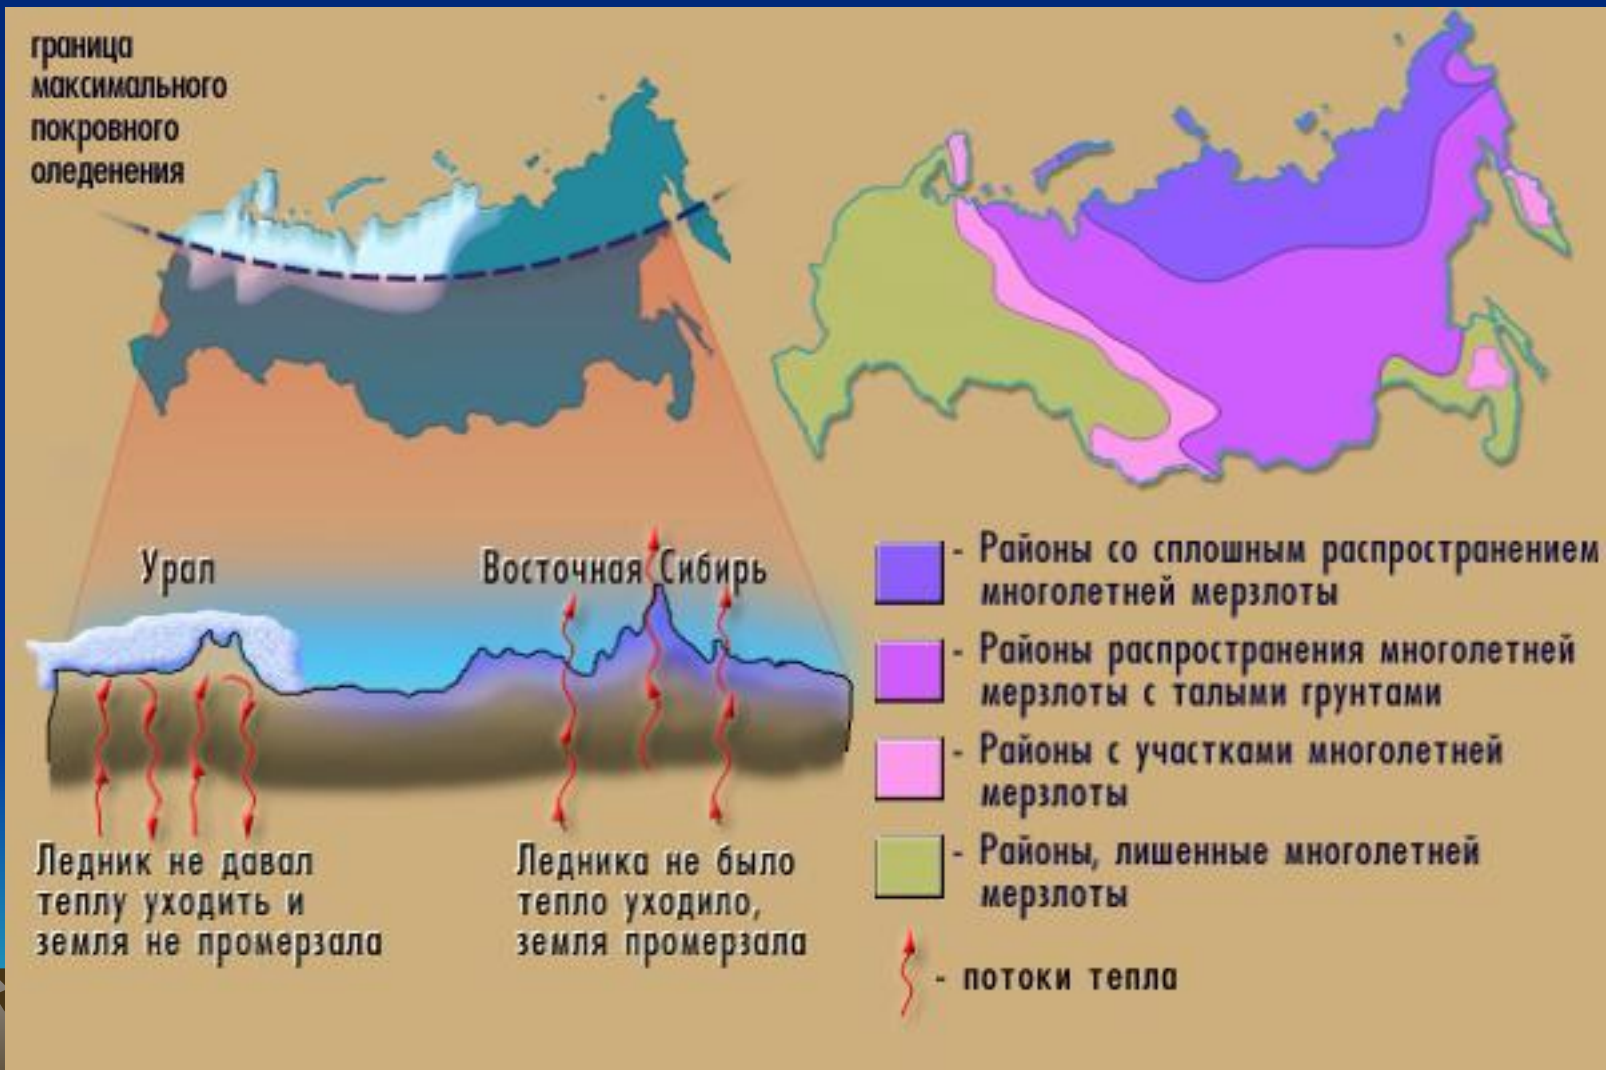 граница
максимального
покровного
оледенения
Урал
Восточная Сибирь
Ледник не давал
теплу уходить и
земля не промерзала
Ледника не было
тепло уходило,
земля промерзала
- Районы со сплошным распространением
многолетней мерзлоты
- Районы распространения многолетней
мерзлоты с талыми грунтами
- Районы с участками многолетней
мерзлоты
- Районы, лишенные многолетней
мерзлоты
- потоки тепла